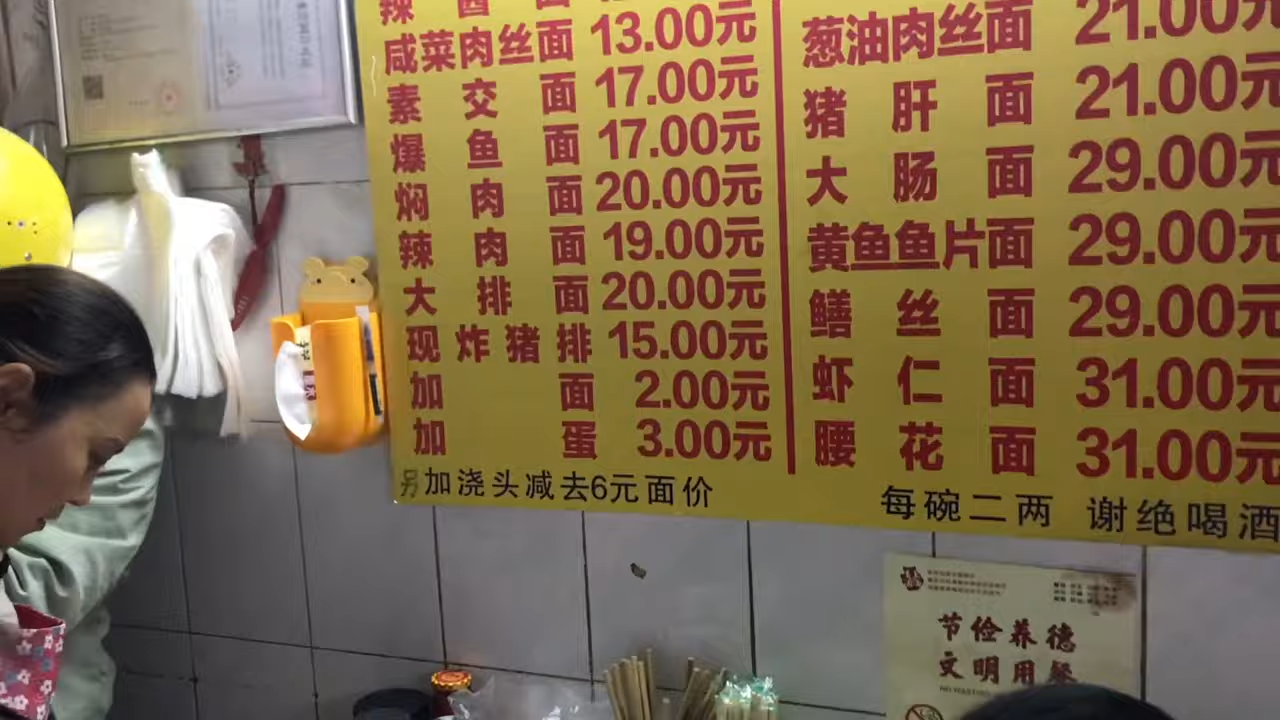 辣酱面
咸菜肉丝面 13.00元
素交面 17.00元
爆鱼面 17.00元
焖肉面 20.00元
辣肉面 19.00元
大排面 20.00元
现炸猪排 15.00元
加面 2.00元
加蛋 3.00元
另加浇头减去6元面价
葱油肉丝面 21.00元
猪肝面 21.00元
大肠面 29.00元
黄鱼鱼片面 29.00元
鳝丝面 29.00元
虾仁面 31.00元
腰花面 31.00元
每碗二两 谢绝喝酒
节俭养德
文明用餐